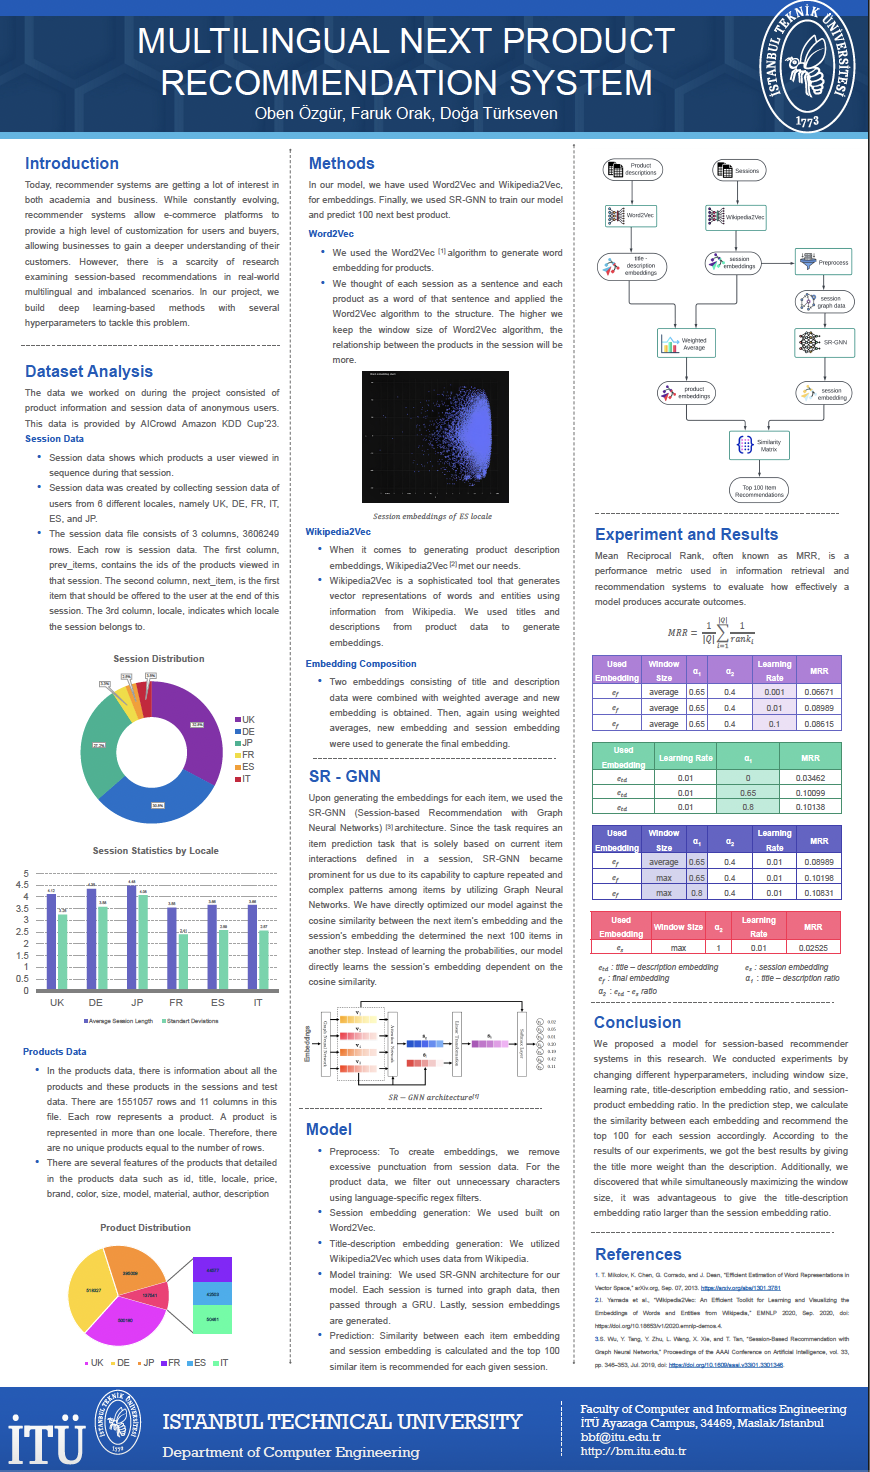 MULTILINGUAL NEXT PRODUCT
RECOMMENDATION SYSTEM
Oben Özgür, Faruk Orak, Doğa Türkseven
İSTANBUL TEKNİK ÜNİVERSİTESİ
1773
Introduction
Today, recommender systems are getting a lot of interest in
both academia and business. While constantly evolving,
recommender systems allow e-commerce platforms to
provide a high level of customization for users and buyers,
allowing businesses to gain a deeper understanding of their
customers. However, there is a scarcity of research
examining session-based recommendations in real-world
multilingual and imbalanced scenarios. In our project, we
build deep learning-based methods with several
hyperparameters to tackle this problem.
Dataset Analysis
The data we worked on during the project consisted of
product information and session data of anonymous users.
This data is provided by AICrowd Amazon KDD Cup'23.
Session Data
• Session data shows which products a user viewed in
sequence during that session.
• Session data was created by collecting session data of
users from 6 different locales, namely UK, DE, FR, IT,
ES, and JP.
• The session data file consists of 3 columns, 3606249
rows. Each row is session data. The first column,
prev_items, contains the ids of the products viewed in
that session. The second column, next_item, is the first
item that should be offered to the user at the end of this
session. The 3rd column, locale, indicates which locale
the session belongs to.
Session Distribution
UK
DE
JP
FR
ES
IT
Session Statistics by Locale
5
4.5
4
3.5
3
2.5
2
1.5
1
0.5
0
UK DE JP FR ES IT
Average Session Length Standart Deviations
Products Data
• In the products data, there is information about all the
products and these products in the sessions and test
data. There are 1551057 rows and 11 columns in this
file. Each row represents a product. A product is
represented in more than one locale. Therefore, there
are no unique products equal to the number of rows.
• There are several features of the products that detailed
in the products data such as id, title, locale, price,
brand, color, size, model, material, author, description
Product Distribution
UK DE JP FR ES IT
Methods
In our model, we have used Word2Vec and Wikipedia2Vec,
for embeddings. Finally, we used SR-GNN to train our model
and predict 100 next best product.
Word2Vec
• We used the Word2Vec [1] algorithm to generate word
embedding for products.
• We thought of each session as a sentence and each
product as a word of that sentence and applied the
Word2Vec algorithm to the structure. The higher we
keep the window size of Word2Vec algorithm, the
relationship between the products in the session will be
more.
Session embeddings of ES locale
Wikipedia2Vec
• When it comes to generating product description
embeddings, Wikipedia2Vec [2] met our needs.
• Wikipedia2Vec is a sophisticated tool that generates
vector representations of words and entities using
information from Wikipedia. We used titles and
descriptions from product data to generate
embeddings.
Embedding Composition
• Two embeddings consisting of title and description
data were combined with weighted average and new
embedding is obtained. Then, again using weighted
averages, new embedding and session embedding
were used to generate the final embedding.
SR - GNN
Upon generating the embeddings for each item, we used the
SR-GNN (Session-based Recommendation with Graph
Neural Networks) [3] architecture. Since the task requires an
item prediction task that is solely based on current item
interactions defined in a session, SR-GNN became
prominent for us due to its capability to capture repeated and
complex patterns among items by utilizing Graph Neural
Networks. We have directly optimized our model against the
cosine similarity between the next item's embedding and the
session's embedding the determined the next 100 items in
another step. Instead of learning the probabilities, our model
directly learns the session's embedding dependent on the
cosine similarity.
Embeddings
SR − GNN architecture[3]
Model
• Preprocess: To create embeddings, we remove
excessive punctuation from session data. For the
product data, we filter out unnecessary characters
using language-specific regex filters.
• Session embedding generation: We used built on
Word2Vec.
• Title-description embedding generation: We utilized
Wikipedia2Vec which uses data from Wikipedia.
• Model training: We used SR-GNN architecture for our
model. Each session is turned into graph data, then
passed through a GRU. Lastly, session embeddings
are generated.
• Prediction: Similarity between each item embedding
and session embedding is calculated and the top 100
similar item is recommended for each given session.
Product
descriptions
Sessions
Word2Vec
Wikipedia2Vec
title -
description
embeddings
session
embeddings
Preprocess
session
graph data
Weighted
Average
SR-GNN
product
embeddings
session
embedding
Similarity
Matrix
Top 100 Item
Recommendations
Experiment and Results
Mean Reciprocal Rank, often known as MRR, is a
performance metric used in information retrieval and
recommendation systems to evaluate how effectively a
model produces accurate outcomes.
MRR = 1/|Q| ∑ i=1 |Q| 1/rank_i
Used Embedding Window Size α1 α2 Learning Rate MRR
e_f average 0.65 0.4 0.001 0.06671
e_f average 0.65 0.4 0.01 0.08989
e_f average 0.65 0.4 0.1 0.08615
Used Embedding Learning Rate α1 MRR
e_td 0.01 0 0.03462
e_td 0.01 0.65 0.10099
e_td 0.01 0.8 0.10138
Used Embedding Window Size α1 α2 Learning Rate MRR
e_f average 0.65 0.4 0.01 0.08989
e_f max 0.65 0.4 0.01 0.10198
e_f max 0.8 0.4 0.01 0.10831
Used Embedding Window Size α2 Learning Rate MRR
e_s max 1 0.01 0.02525
e_td : title – description embedding e_s : session embedding
e_f : final embedding α1 : title – description ratio
α2 : e_td - e_s ratio
Conclusion
We proposed a model for session-based recommender
systems in this research. We conducted experiments by
changing different hyperparameters, including window size,
learning rate, title-description embedding ratio, and session-
product embedding ratio. In the prediction step, we calculate
the similarity between each embedding and recommend the
top 100 for each session accordingly. According to the
results of our experiments, we got the best results by giving
the title more weight than the description. Additionally, we
discovered that while simultaneously maximizing the window
size, it was advantageous to give the title-description
embedding ratio larger than the session embedding ratio.
References
1. T. Mikolov, K. Chen, G. Corrado, and J. Dean, "Efficient Estimation of Word Representations in
Vector Space," arXiv.org, Sep. 07, 2013. https://arxiv.org/abs/1301.3781
2.I. Yamada et al., "Wikipedia2Vec: An Efficient Toolkit for Learning and Visualizing the
Embeddings of Words and Entities from Wikipedia," EMNLP 2020, Sep. 2020, doi:
https://doi.org/10.18653/v1/2020.emnlp-demos.4.
3.S. Wu, Y. Tang, Y. Zhu, L. Wang, X. Xie, and T. Tan, "Session-Based Recommendation with
Graph Neural Networks," Proceedings of the AAAI Conference on Artificial Intelligence, vol. 33,
pp. 346–353, Jul. 2019, doi: https://doi.org/10.1609/aaai.v33i01.3301346.
İTÜ
ISTANBUL TECHNICAL UNIVERSITY
Department of Computer Engineering
Faculty of Computer and Informatics Engineering
İTÜ Ayazaga Campus, 34469, Maslak/Istanbul
bbf@itu.edu.tr
http://bm.itu.edu.tr